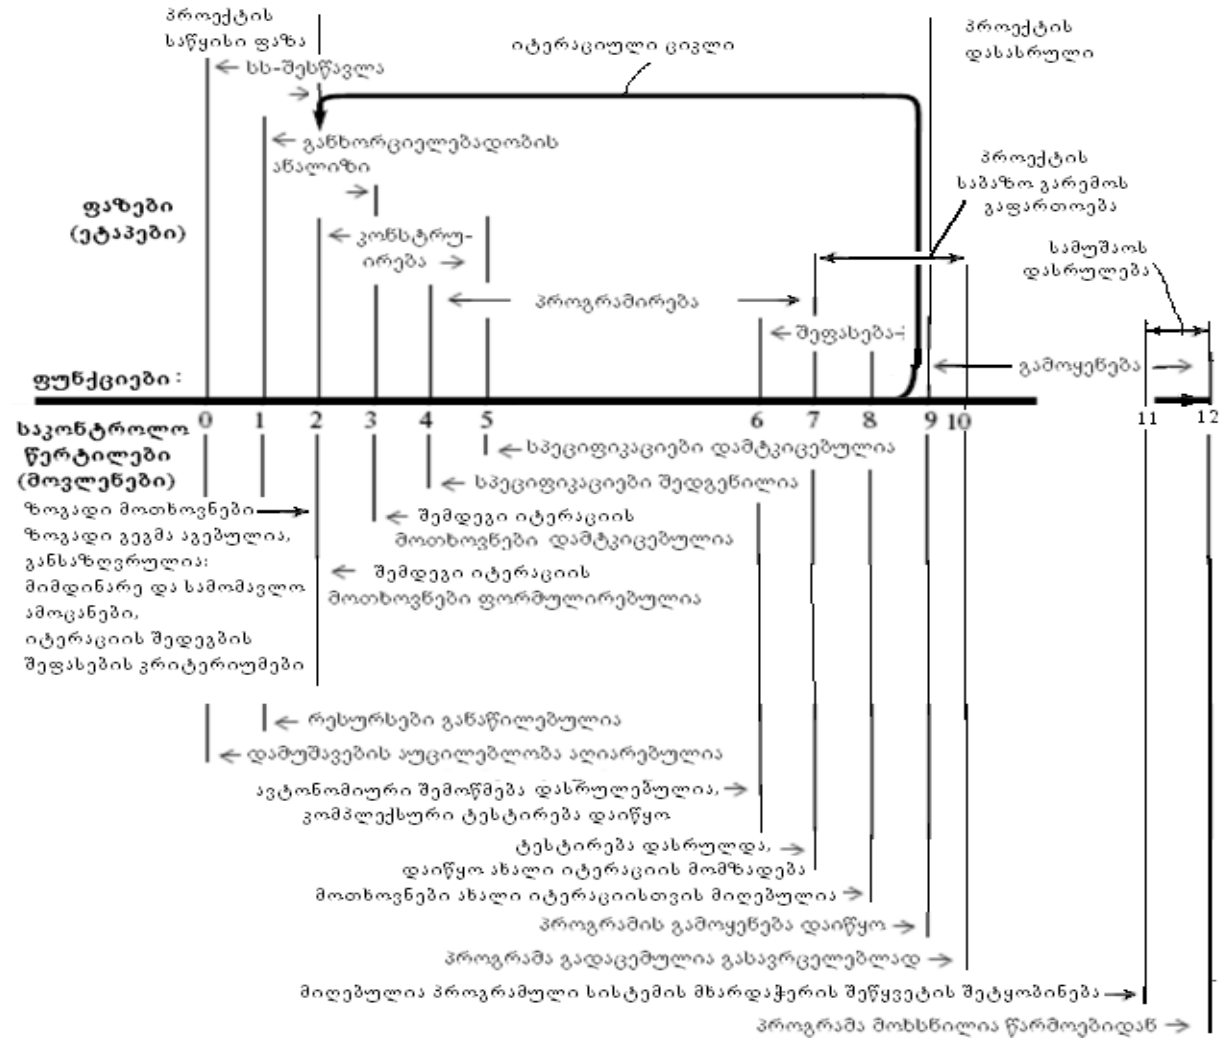 პროექტის
საწყისი ფაზა
სს-შესწავლა
იტერაციული ციკლი
პროექტის
დასასრული
განხორციელებადობის
ანალიზი
პროექტის
საბაზო გარემოს
გაფართოება
ფაზები
(ეტაპები)
კონსტრუ-
ირება
სამუშაოს
დასრულება
პროგრამირება
შეფასება-
გამოყენება
ფუნქციები:
0 1 2 3 4 5 6 7 8 9 10 11 12
საკონტროლო
წერტილები
(მოვლენები)
სპეციფიკაციები დამტკიცებულია
სპეციფიკაციები შედგენილია
ზოგადი მოთხოვნები
ზოგადი გეგმა აგებულია,
განსაზღვრულია:
მიმდინარე და სამომავლო
ამოცანები,
იტერაციის შედეგბის
შეფასების კრიტერიუმები
შემდეგი იტერაციის
მოთხოვნები დამტკიცებულია
შემდეგი იტერაციის
მოთხოვნები ფორმულირებულია
რესურსები განაწილებულია
დამუშავების აუცილებლობა აღიარებულია
ავტონომიური შემოწმება დასრულებულია,
კომპლექსური ტესტირება დაიწყო
ტესტირება დასრულდა,
დაიწყო ახალი იტერაციის მომზადება
მოთხოვნები ახალი იტერაციისთვის მიღებულია
პროგრამის გამოყენება დაიწყო
პროგრამა გადაცემულია გასავრცელებლად
მიღებულია პროგრამული სისტემის მხარდაჭერის შეწყვეტის შეტყობინება
პროგრამა მოხსნილია წარმოებიდან